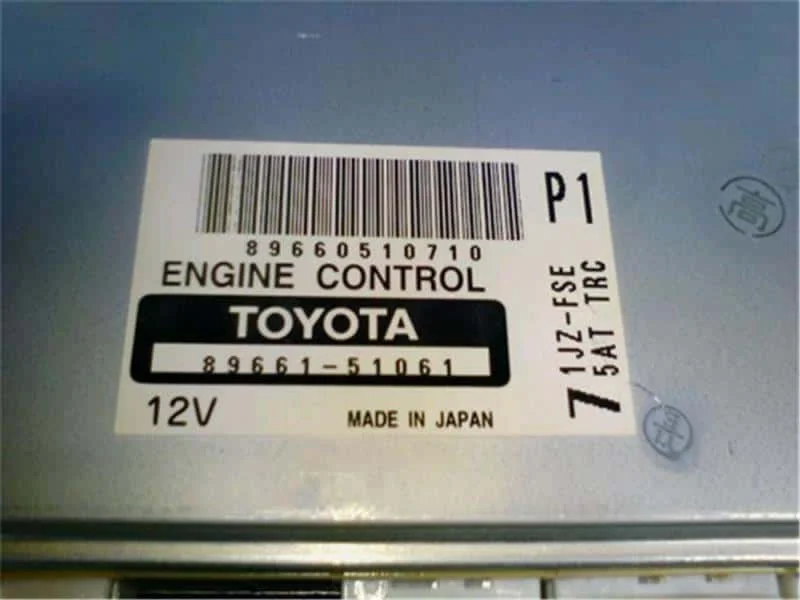 89660510710
P1
ENGINE CONTROL
TOYOTA
89661-51061
12V
MADE IN JAPAN
7
1JZ-FSE
5AT TRC
高